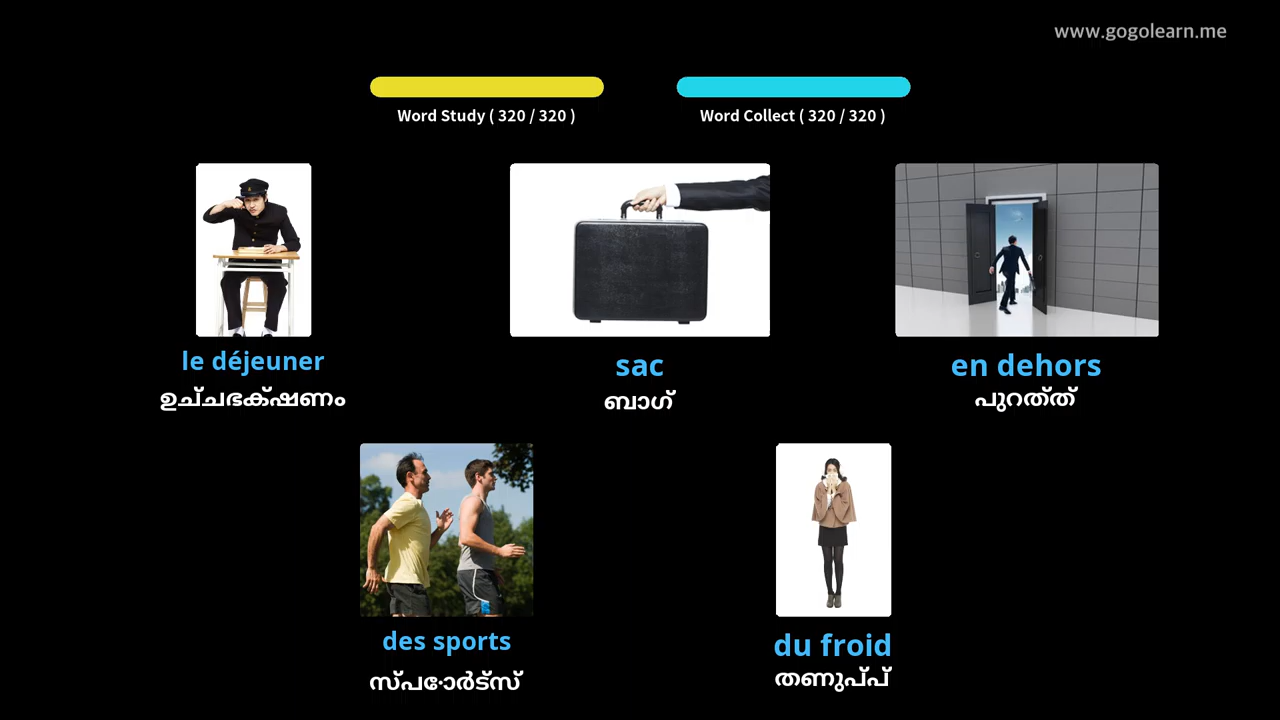 www.gogolearn.me
Word Study ( 320 / 320 )
Word Collect ( 320 / 320 )
le déjeuner
ഉച്ചഭക്ഷണം
sac
ബാഗ്
en dehors
പുറത്ത്
des sports
സ്പോർട്സ്
du froid
തണുപ്പ്